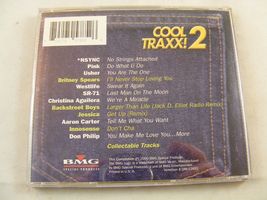 COOL TRAXX! 2
*NSYNC No Strings Attached
Pink Do What U Do
Usher You Are The One
Britney Spears I'll Never Stop Loving You
Westlife Swear It Again
SR-71 Last Man On The Moon
Christina Aguilera We're A Miracle
Backstreet Boys Larger Than Life (Jack D. Elliot Radio Remix)
Jessica Get Up (Remix)
Aaron Carter Tell Me What You Want
Innosense Don't Cha
Don Philip You Make Me Love You...More
Collectable Tracks
BMG
SPECIAL PRODUCTS